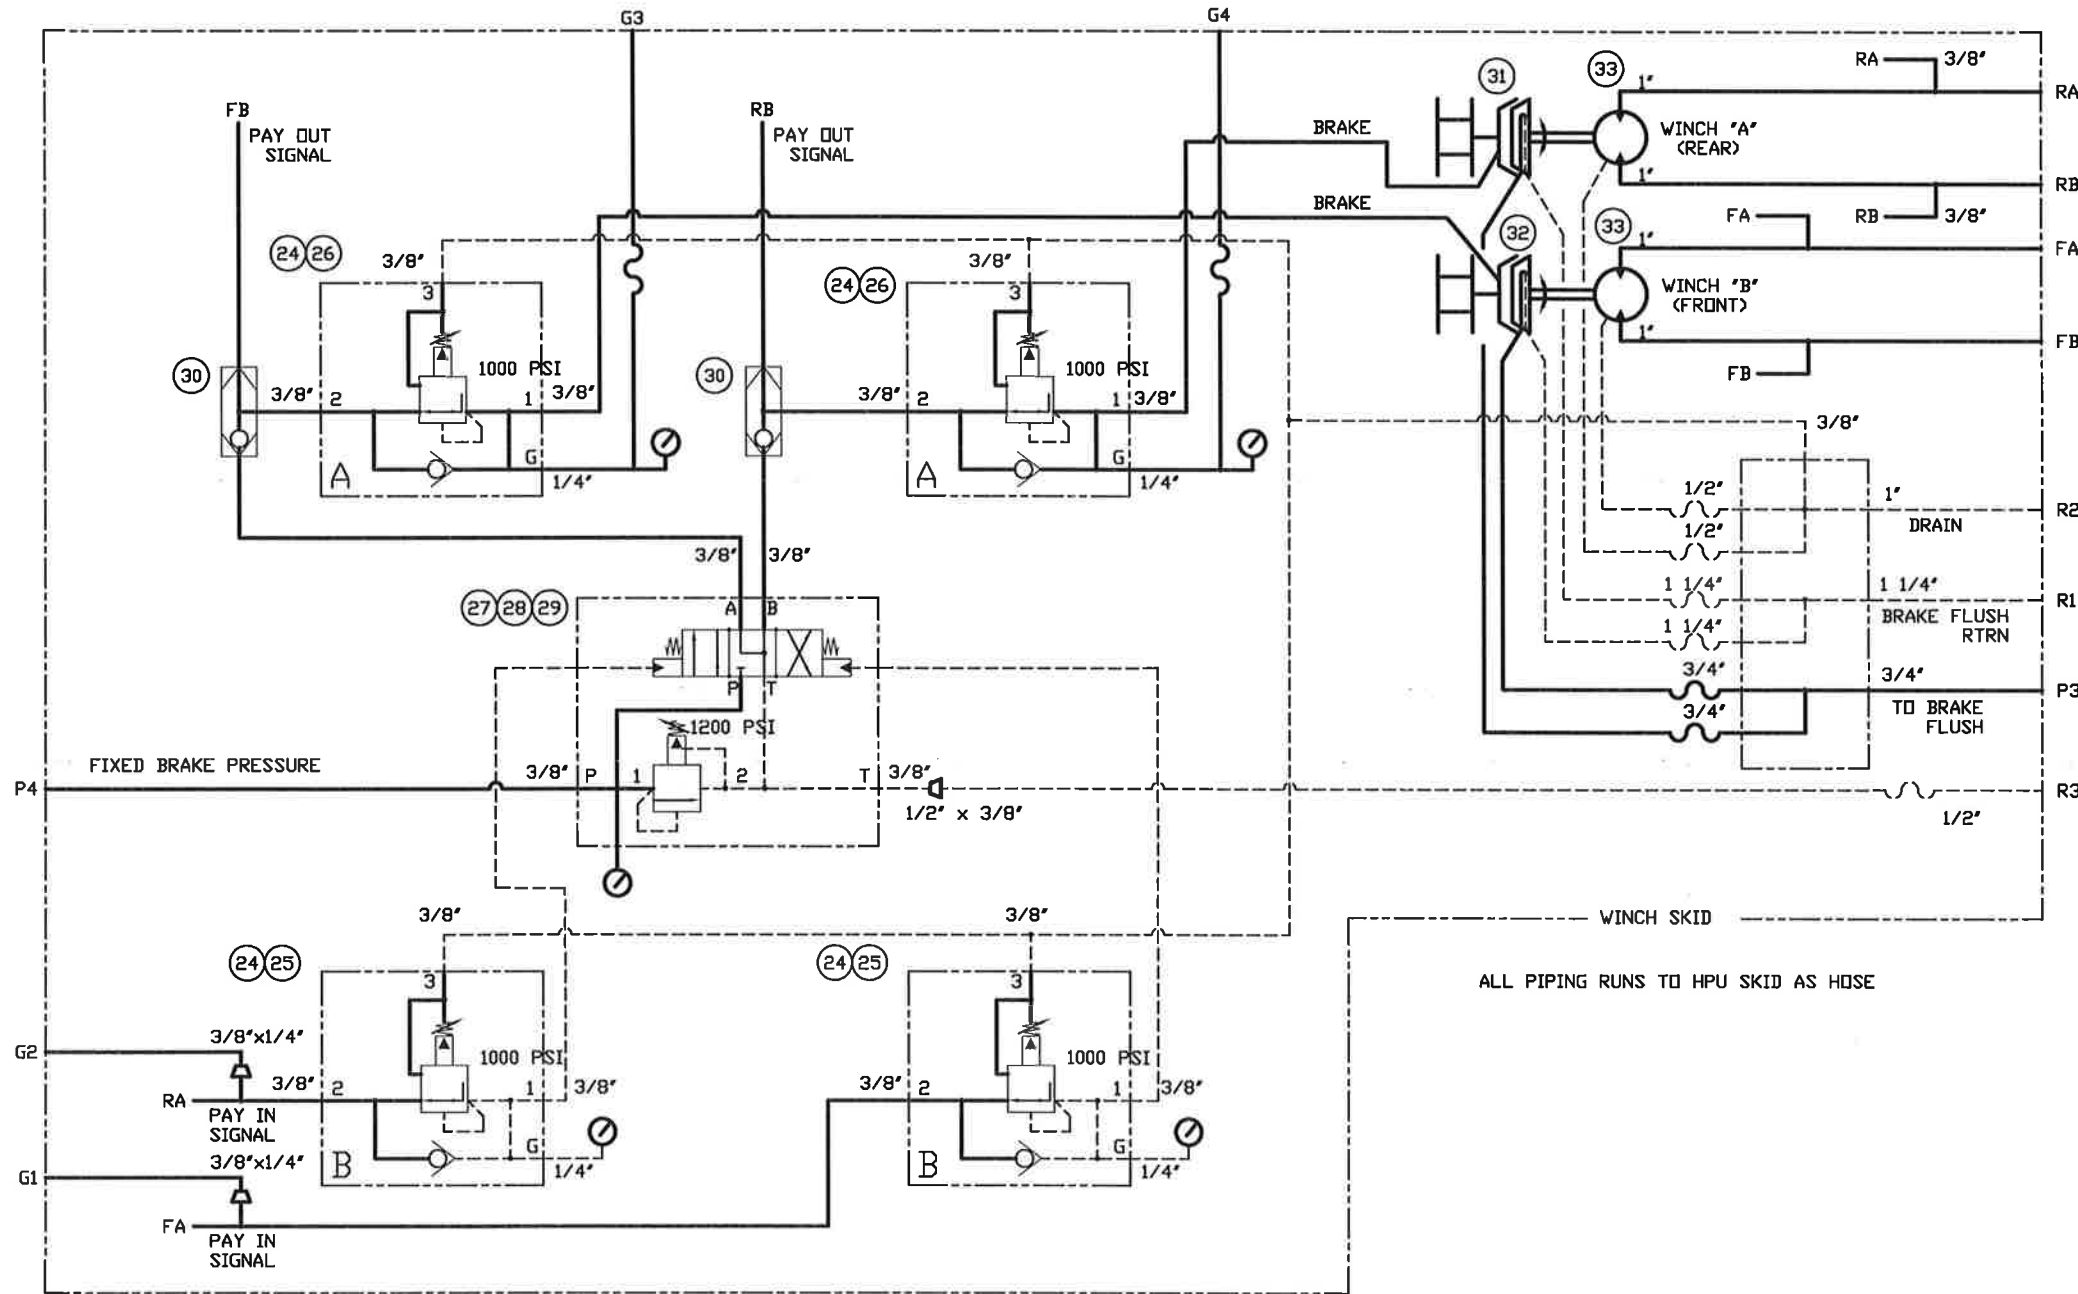 G3
G4
RA
3/8"
31
33
1"
RA
FB
PAY OUT
SIGNAL
RB
PAY OUT
SIGNAL
BRAKE
WINCH "A"
(REAR)
1"
RB
BRAKE
FA
RB
3/8"
24
26
3/8"
3/8"
32
33
1"
FA
3
24
26
3
WINCH "B"
(FRONT)
1"
FB
30
1000 PSI
30
1000 PSI
FB
3/8"
2
1
3/8"
3/8"
2
1
3/8"
3/8"
A
G
1/4"
A
G
1/4"
1/2"
1"
R2
DRAIN
1/2"
3/8"
3/8"
1 1/4"
1 1/4"
R1
27
28
29
A
B
BRAKE FLUSH
RTRN
1 1/4"
3/4"
3/4"
P3
P
T
TO BRAKE
FLUSH
3/4"
1200 PSI
FIXED BRAKE PRESSURE
P4
3/8"
P
1
2
T
3/8"
1/2" x 3/8"
R3
1/2"
3/8"
3/8"
WINCH SKID
24
25
24
25
3
3
ALL PIPING RUNS TO HPU SKID AS HOSE
3/8"x1/4"
G2
1000 PSI
1000 PSI
RA
3/8"
2
1
3/8"
3/8"
2
1
3/8"
PAY IN
SIGNAL
3/8"x1/4"
B
G
1/4"
B
G
1/4"
G1
FA
PAY IN
SIGNAL